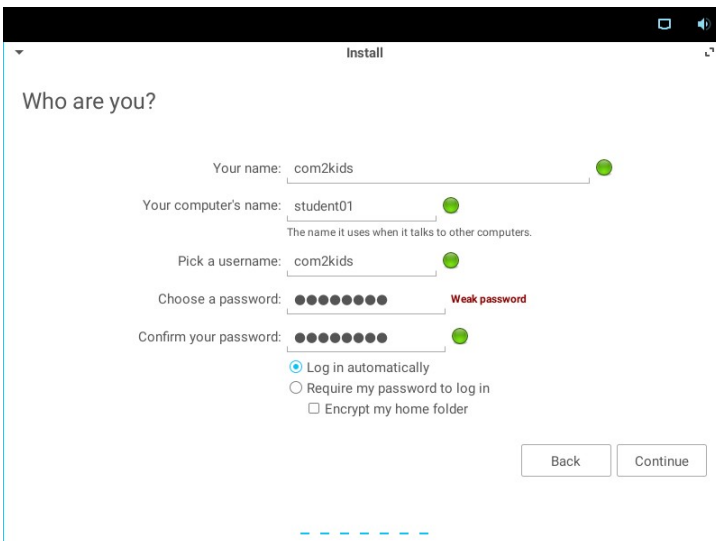 Install
Who are you?
Your name: com2kids
Your computer's name: student01
The name it uses when it talks to other computers.
Pick a username: com2kids
Choose a password: ●●●●●●●● Weak password
Confirm your password: ●●●●●●●●
Log in automatically
Require my password to log in
Encrypt my home folder
Back Continue